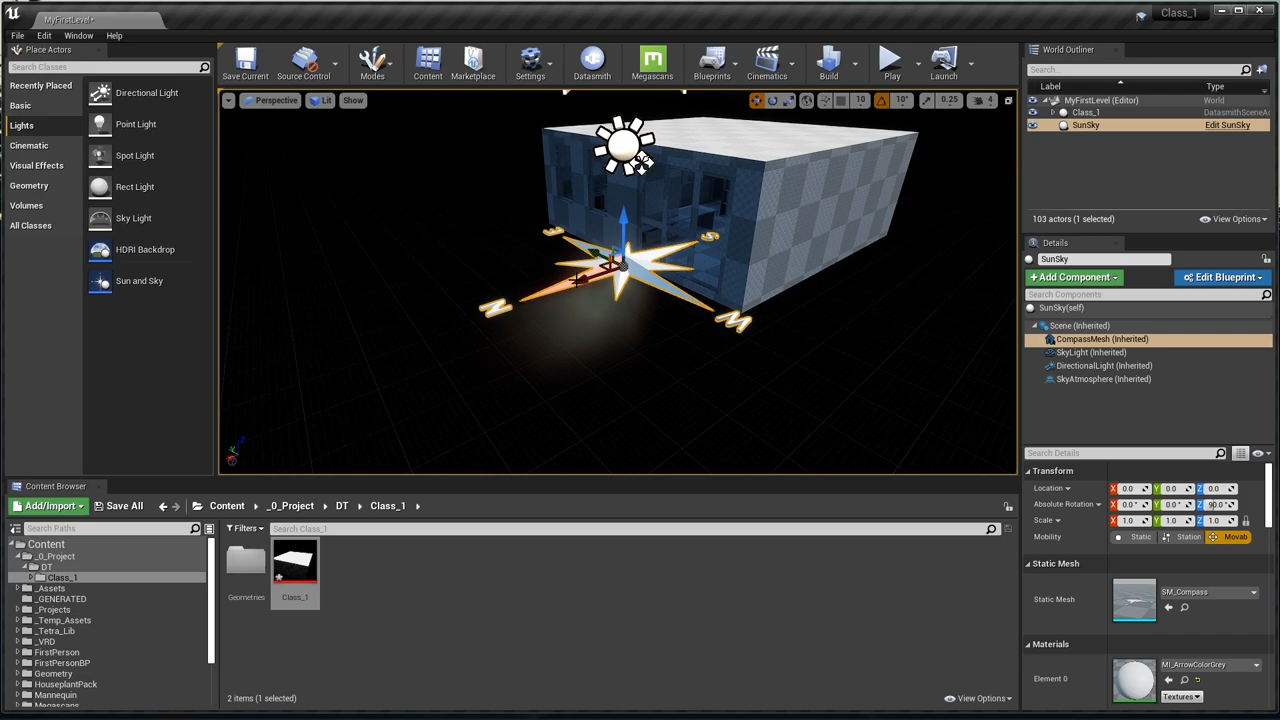 MyFirstLevel•
Class_1
File Edit Window Help
Place Actors
Search Classes
Recently Placed
Basic
Lights
Cinematic
Visual Effects
Geometry
Volumes
All Classes
Directional Light
Point Light
Spot Light
Rect Light
Sky Light
HDRI Backdrop
Sun and Sky
Save Current
Source Control
Modes
Content
Marketplace
Settings
Datasmith
Megascans
Blueprints
Cinematics
Build
Play
Launch
Perspective Lit Show
10 10° 0.25 4
E S
N W
World Outliner
Search...
Label Type
MyFirstLevel (Editor) World
Class_1 DatasmithSceneAc
SunSky Edit SunSky
103 actors (1 selected) View Options
Details
SunSky
+Add Component Edit Blueprint
Search Components
SunSky(self)
Scene (Inherited)
CompassMesh (Inherited)
SkyLight (Inherited)
DirectionalLight (Inherited)
SkyAtmosphere (Inherited)
Search Details
Transform
Location X 0.0 Y 0.0 Z 0.0
Absolute Rotation X 0.0° Y 0.0° Z 90.0°
Scale X 1.0 Y 1.0 Z 1.0
Mobility Static Station Movab
Static Mesh
Static Mesh SM_Compass
Materials
Element 0 MI_ArrowColorGrey
Textures
Content Browser
Add/Import Save All Content _0_Project DT Class_1
Search Paths
Content
_0_Project
DT
Class_1
_Assets
_GENERATED
_Projects
_Temp_Assets
_Tetra_Lib
_VRD
FirstPerson
FirstPersonBP
Geometry
HouseplantPack
Mannequin
Megascans
Filters Search Class_1
Geometries
Class_1
2 items (1 selected) View Options